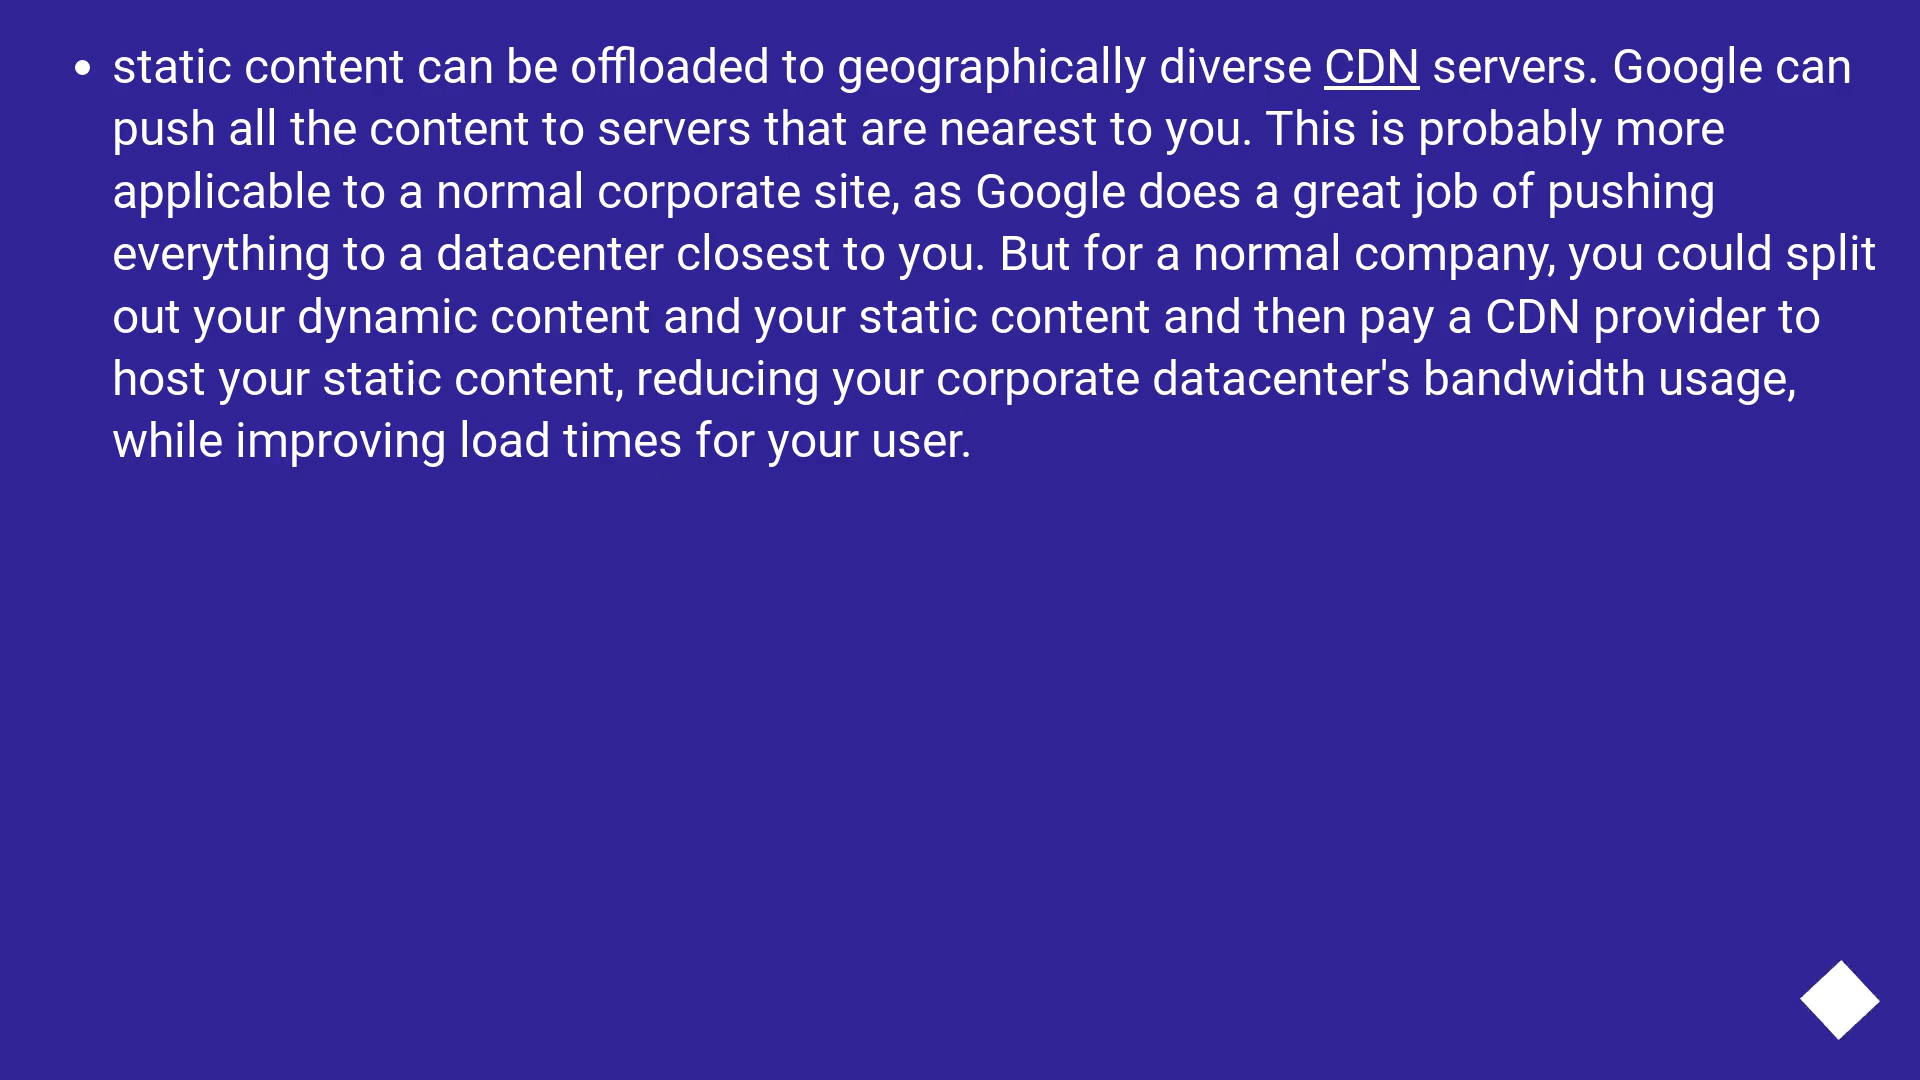 • static content can be offloaded to geographically diverse CDN servers. Google can
push all the content to servers that are nearest to you. This is probably more
applicable to a normal corporate site, as Google does a great job of pushing
everything to a datacenter closest to you. But for a normal company, you could split
out your dynamic content and your static content and then pay a CDN provider to
host your static content, reducing your corporate datacenter's bandwidth usage,
while improving load times for your user.